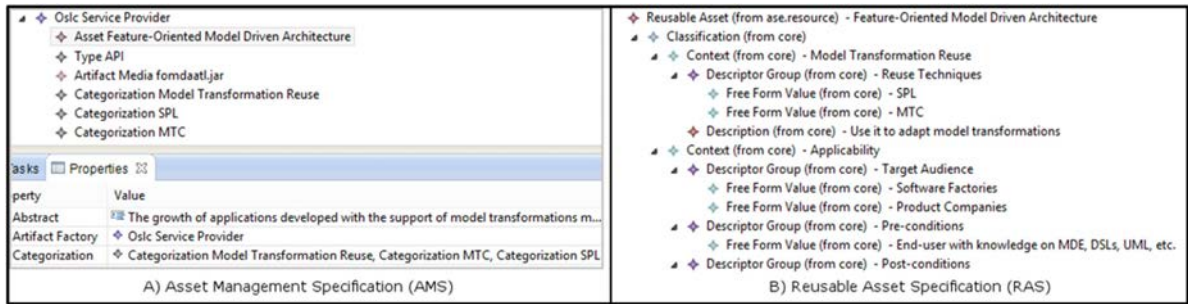 Oslc Service Provider
Asset Feature-Oriented Model Driven Architecture
Type API
Artifact Media fomdaatl.jar
Categorization Model Transformation Reuse
Categorization SPL
Categorization MTC
asks Properties
perty Value
Abstract The growth of applications developed with the support of model transformations m...
Artifact Factory Oslc Service Provider
Categorization Categorization Model Transformation Reuse, Categorization MTC, Categorization SPL
A) Asset Management Specification (AMS)
Reusable Asset (from ase.resource) - Feature-Oriented Model Driven Architecture
Classification (from core)
Context (from core) - Model Transformation Reuse
Descriptor Group (from core) - Reuse Techniques
Free Form Value (from core) - SPL
Free Form Value (from core) - MTC
Description (from core) - Use it to adapt model transformations
Context (from core) - Applicability
Descriptor Group (from core) - Target Audience
Free Form Value (from core) - Software Factories
Free Form Value (from core) - Product Companies
Descriptor Group (from core) - Pre-conditions
Free Form Value (from core) - End-user with knowledge on MDE, DSLs, UML, etc.
Descriptor Group (from core) - Post-conditions
B) Reusable Asset Specification (RAS)